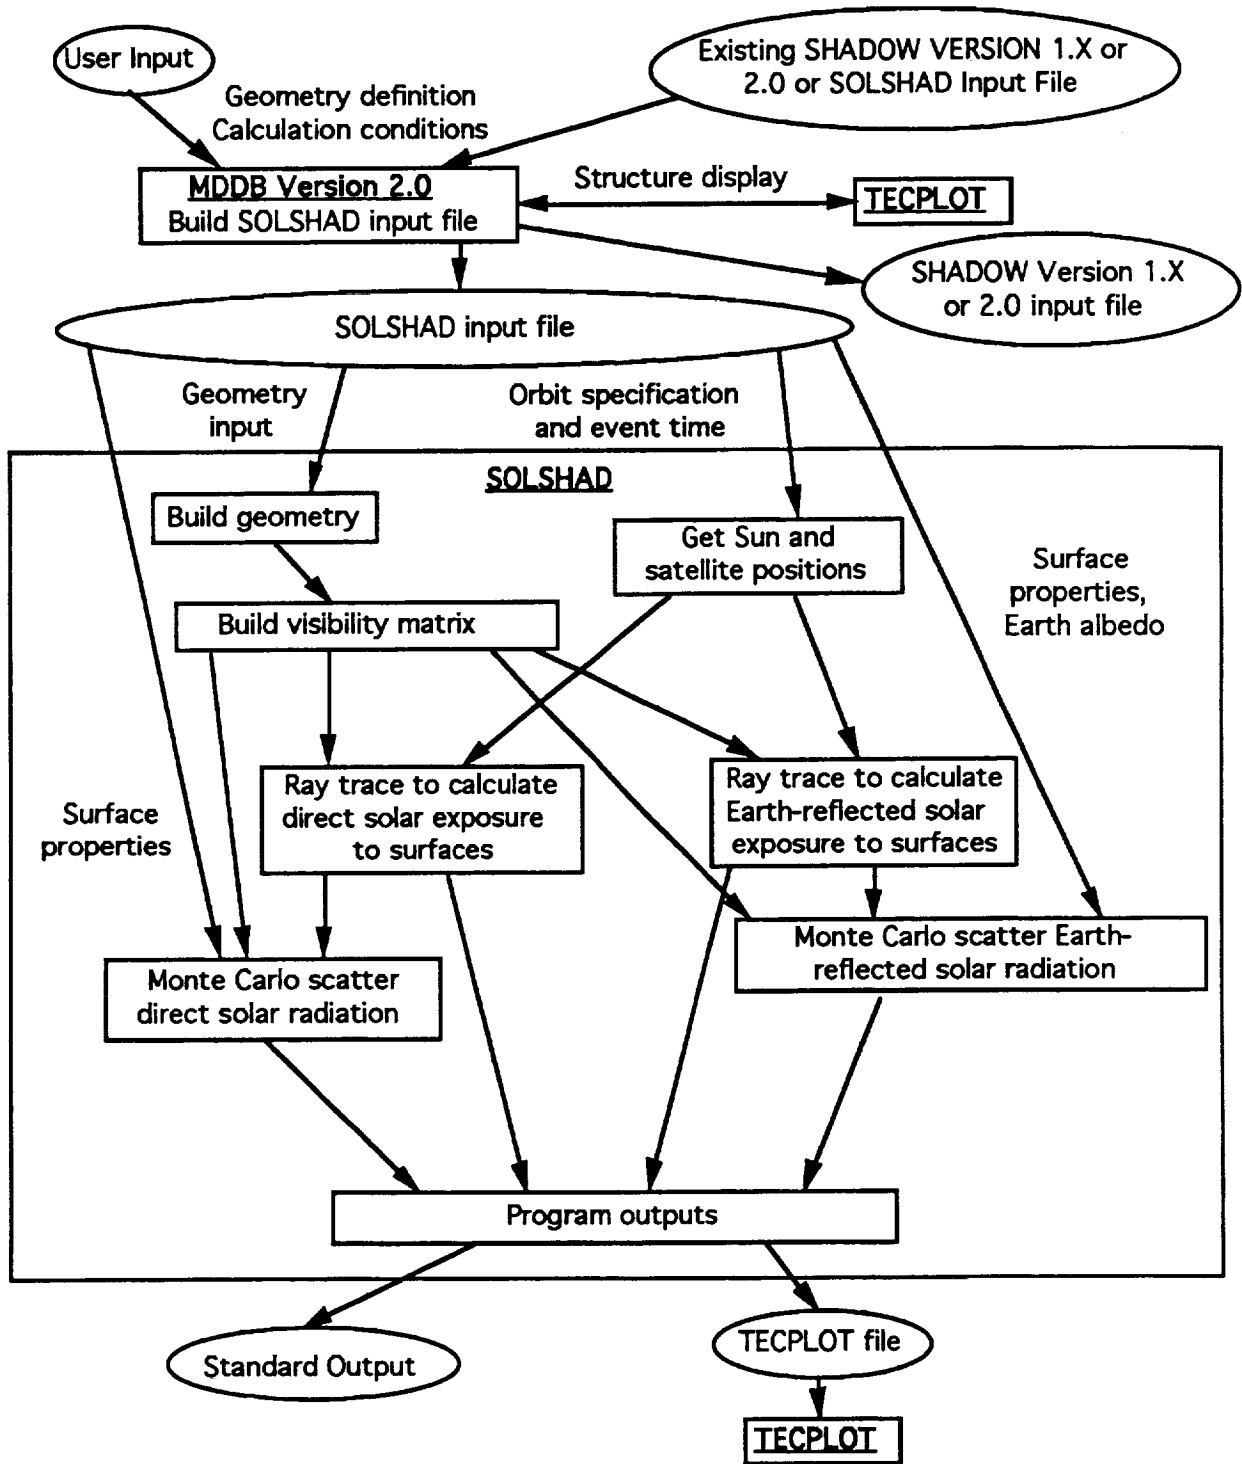 User Input
Existing SHADOW VERSION 1.X or
2.0 or SOLSHAD Input File
Geometry definition
Calculation conditions
MDDB Version 2.0
Build SOLSHAD input file
Structure display
TECPLOT
SHADOW Version 1.X
or 2.0 input file
SOLSHAD input file
Geometry
input
Orbit specification
and event time
SOLSHAD
Build geometry
Get Sun and
satellite positions
Surface
properties,
Earth albedo
Build visibility matrix
Surface
properties
Ray trace to calculate
direct solar exposure
to surfaces
Ray trace to calculate
Earth-reflected solar
exposure to surfaces
Monte Carlo scatter
direct solar radiation
Monte Carlo scatter Earth-
reflected solar radiation
Program outputs
Standard Output
TECPLOT file
TECPLOT